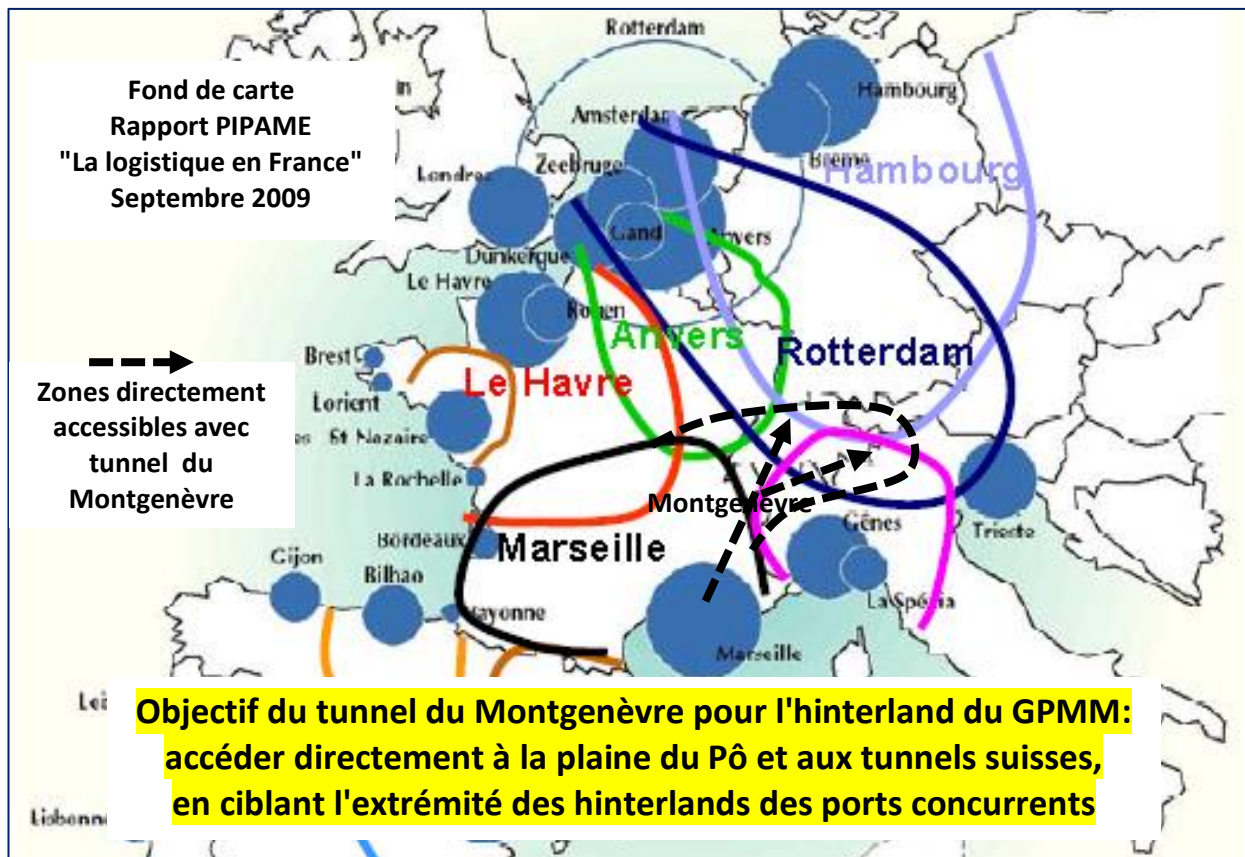 Rotterdam
Fond de carte
Rapport PIPAME
"La logistique en France"
Septembre 2009
Hambourg
Amsterdam
Brême
Zeebruge
Hambourg
Londres
Gand
Anvers
Dunkerque
Le Havre
Rouen
Anvers
Rotterdam
Brest
Le Havre
Zones directement
accessibles avec
tunnel du
Montgenèvre
Lorient
St Nazaire
La Rochelle
Montgenèvre
Gênes
Bordeaux
Marseille
Trieste
Gijon
Bilbao
La Spézia
Bayonne
Marseille
Objectif du tunnel du Montgenèvre pour l'hinterland du GPMM:
accéder directement à la plaine du Pô et aux tunnels suisses,
en ciblant l'extrémité des hinterlands des ports concurrents
Lisbonne